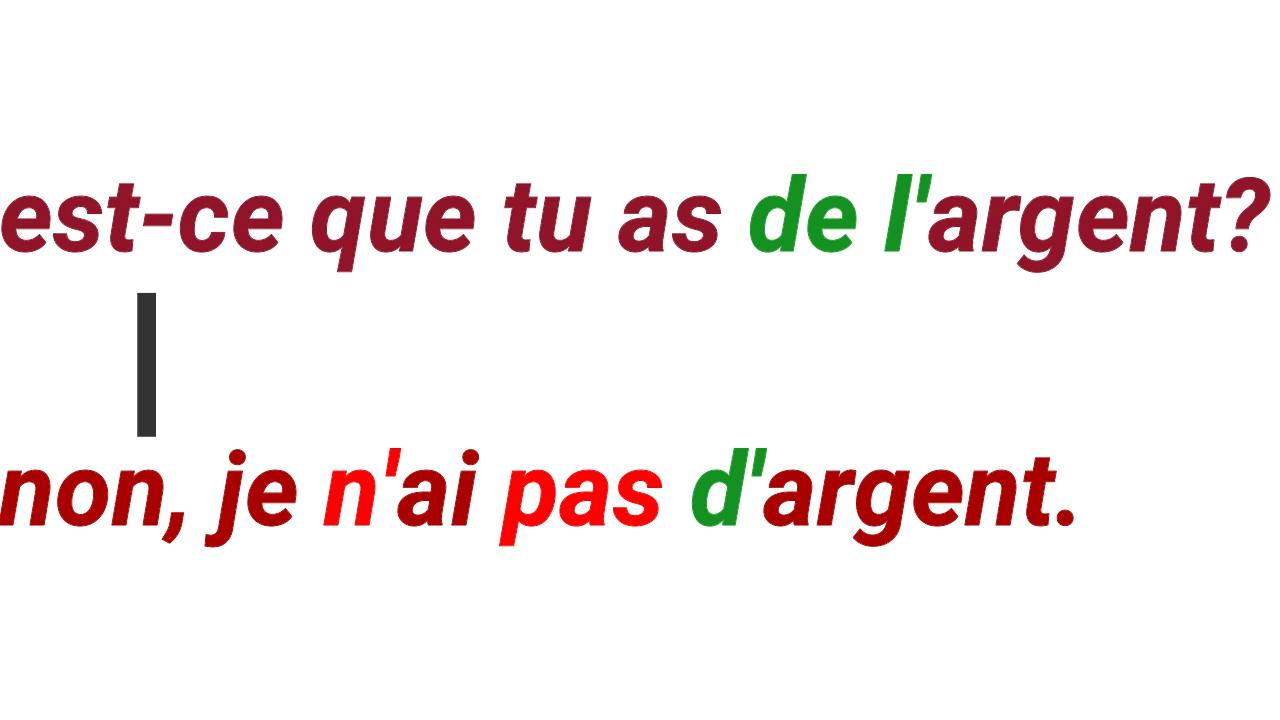 est-ce que tu as de l'argent?
non, je n'ai pas d'argent.